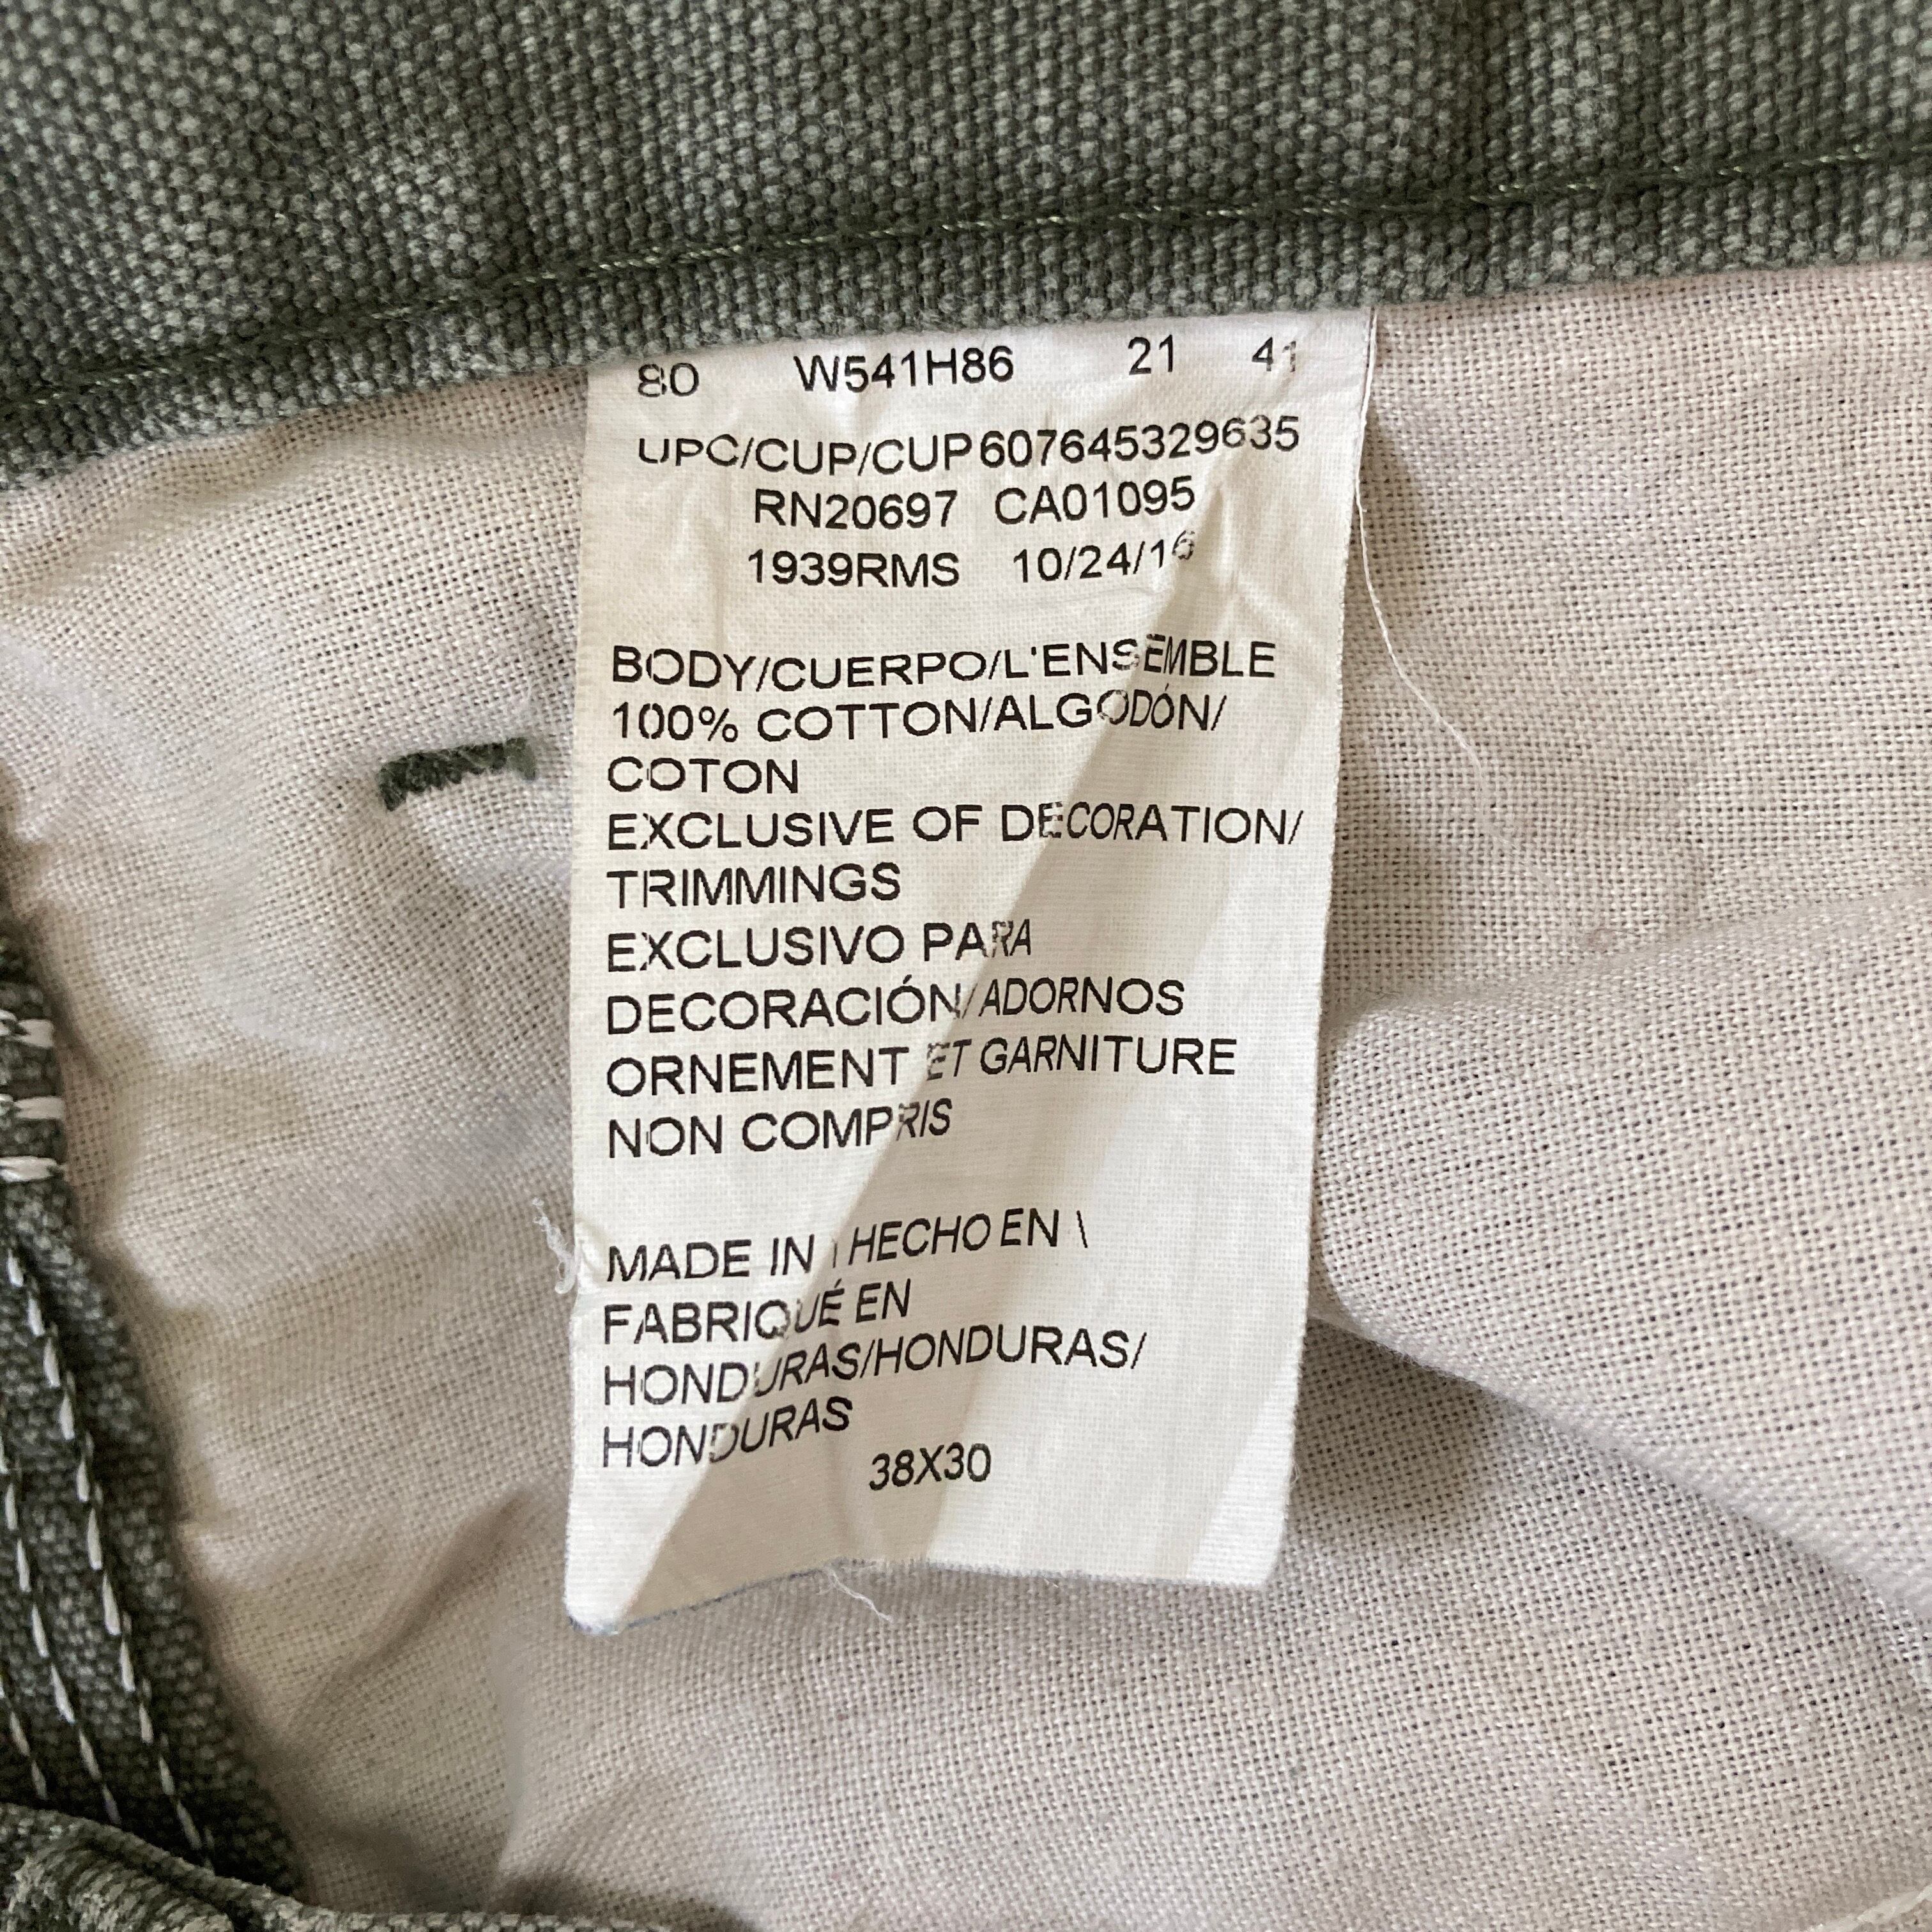 80 W541H86 21 41
UPC/CUP/CUP607645329635
RN20697 CA01095
1939RMS 10/24/16
BODY/CUERPO/L'ENSEMBLE
100% COTTON/ALGODÓN/
COTON
EXCLUSIVE OF DECORATION/
TRIMMINGS
EXCLUSIVO PARA
DECORACIÓN/ADORNOS
ORNEMENT ET GARNITURE
NON COMPRIS
MADE IN \ HECHO EN \
FABRIQUÉ EN
HONDURAS/HONDURAS/
HONDURAS
38X30